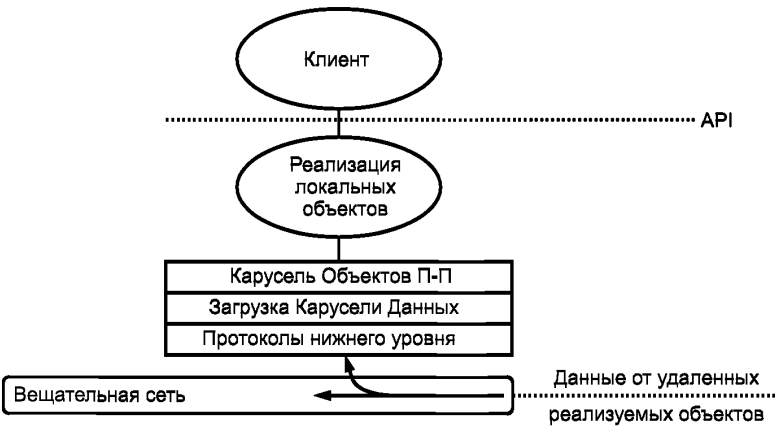 Клиент
API
Реализация
локальных
объектов
Карусель Объектов П-П
Загрузка Карусели Данных
Протоколы нижнего уровня
Вещательная сеть
Данные от удаленных
реализуемых объектов